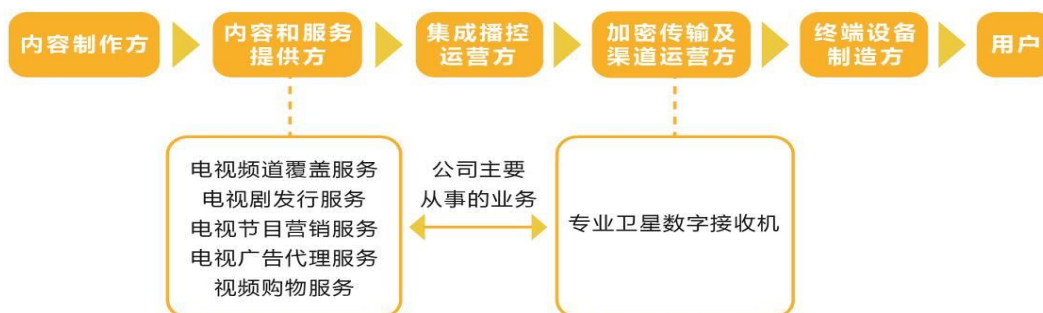 内容制作方
内容和服务
提供方
集成播控
运营方
加密传输及
渠道运营方
终端设备
制造方
用户
电视频道覆盖服务
电视剧发行服务
电视节目营销服务
电视广告代理服务
视频购物服务
公司主要
从事的业务
专业卫星数字接收机